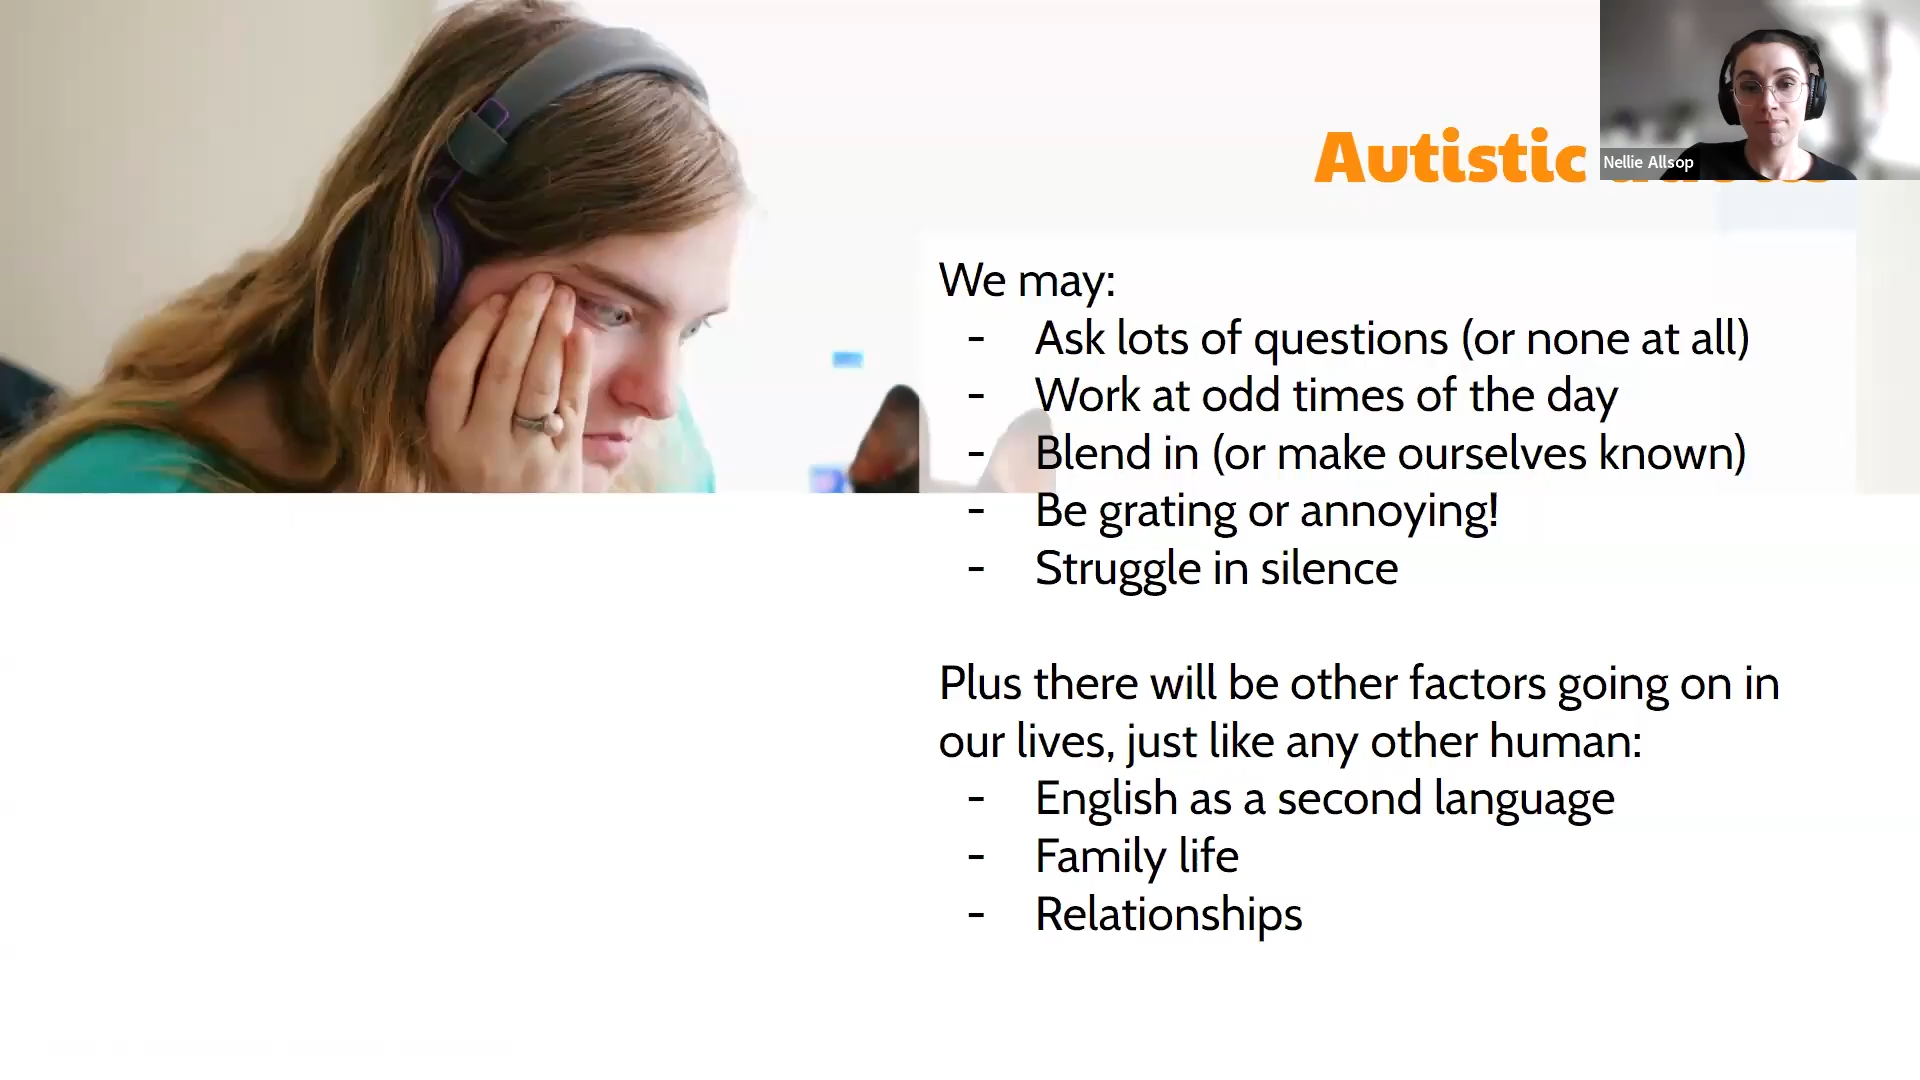 Autistic
Nellie Allsop
We may:
- Ask lots of questions (or none at all)
- Work at odd times of the day
- Blend in (or make ourselves known)
- Be grating or annoying!
- Struggle in silence
Plus there will be other factors going on in
our lives, just like any other human:
- English as a second language
- Family life
- Relationships